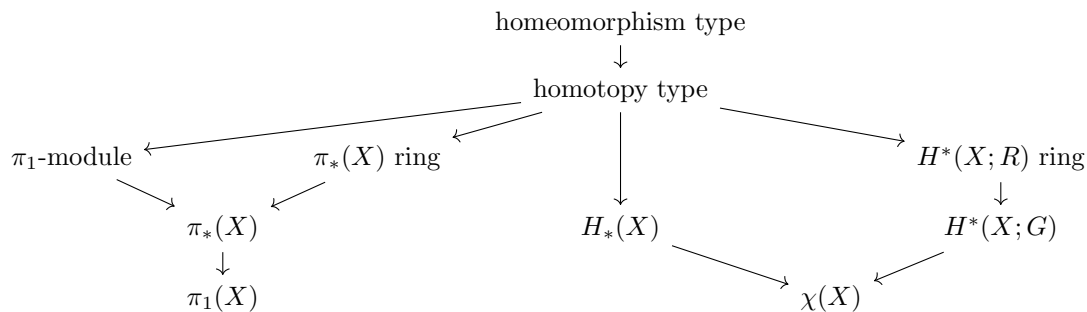 homeomorphism type
homotopy type
π₁-module
π_*(X) ring
H^*(X; R) ring
π_*(X)
H_*(X)
H^*(X; G)
π₁(X)
χ(X)